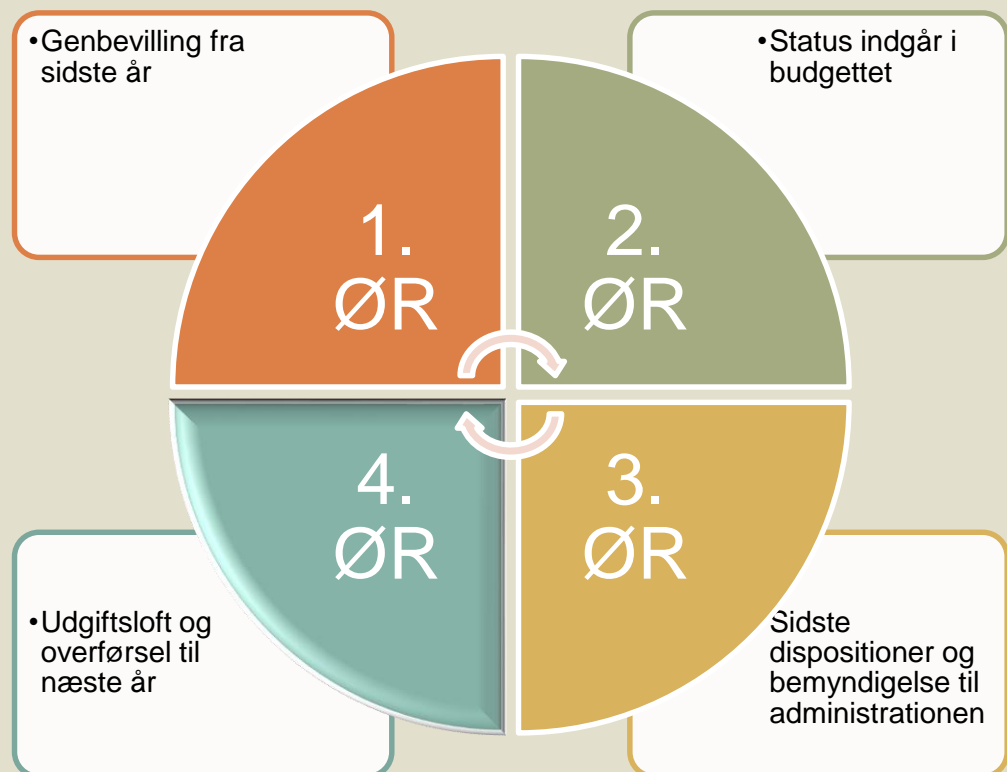 •Genbevilling fra
sidste år
•Status indgår i
budgettet
1.
ØR
2.
ØR
4.
ØR
3.
ØR
•Udgiftsloft og
overførsel til
næste år
Sidste
dispositioner og
bemyndigelse til
administrationen